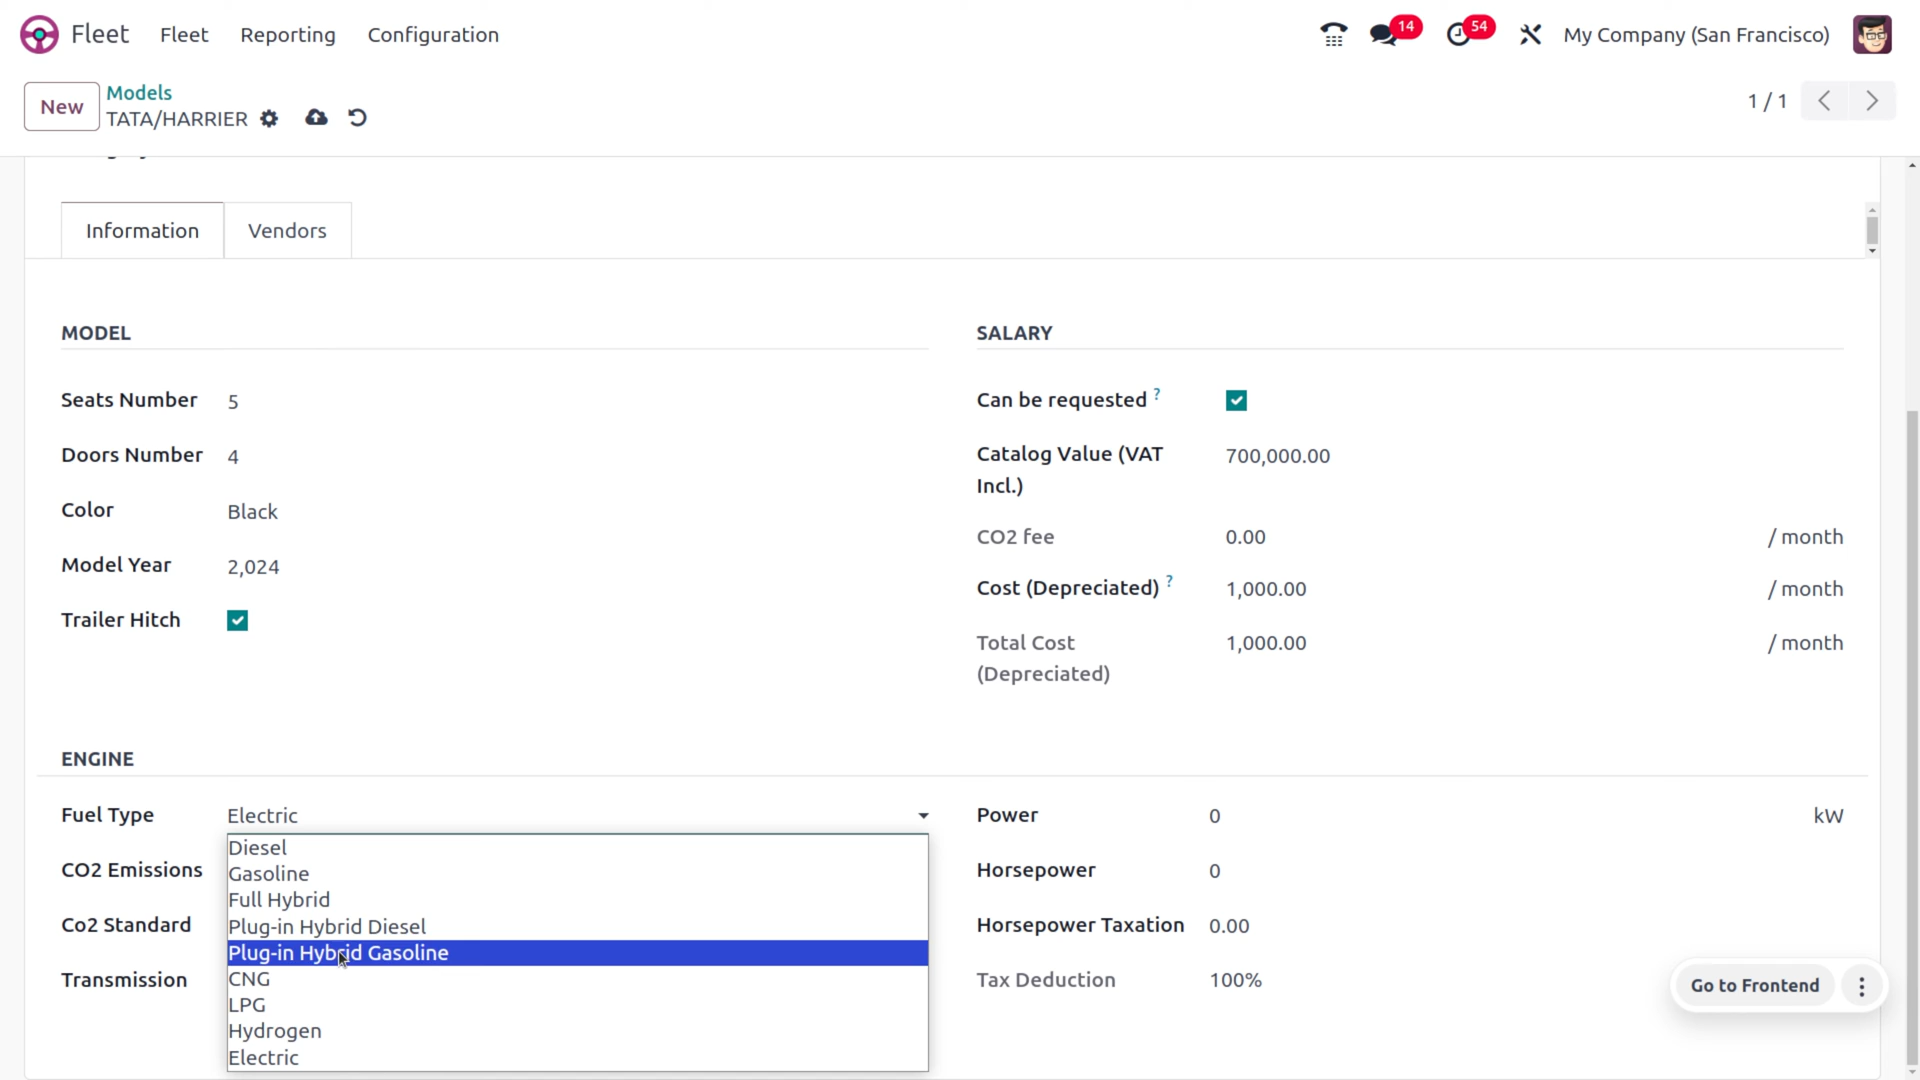 Fleet
Fleet
Reporting
Configuration
14
54
My Company (San Francisco)
New
Models
TATA/HARRIER
1 / 1
Information
Vendors
MODEL
Seats Number 5
Doors Number 4
Color Black
Model Year 2,024
Trailer Hitch
SALARY
Can be requested ?
Catalog Value (VAT
Incl.) 700,000.00
CO2 fee 0.00 / month
Cost (Depreciated) ? 1,000.00 / month
Total Cost
(Depreciated) 1,000.00 / month
ENGINE
Fuel Type Electric
Diesel
Gasoline
Full Hybrid
Plug-in Hybrid Diesel
Plug-in Hybrid Gasoline
CNG
LPG
Hydrogen
Electric
CO2 Emissions
Co2 Standard
Transmission
Power 0 kW
Horsepower 0
Horsepower Taxation 0.00
Tax Deduction 100%
Go to Frontend